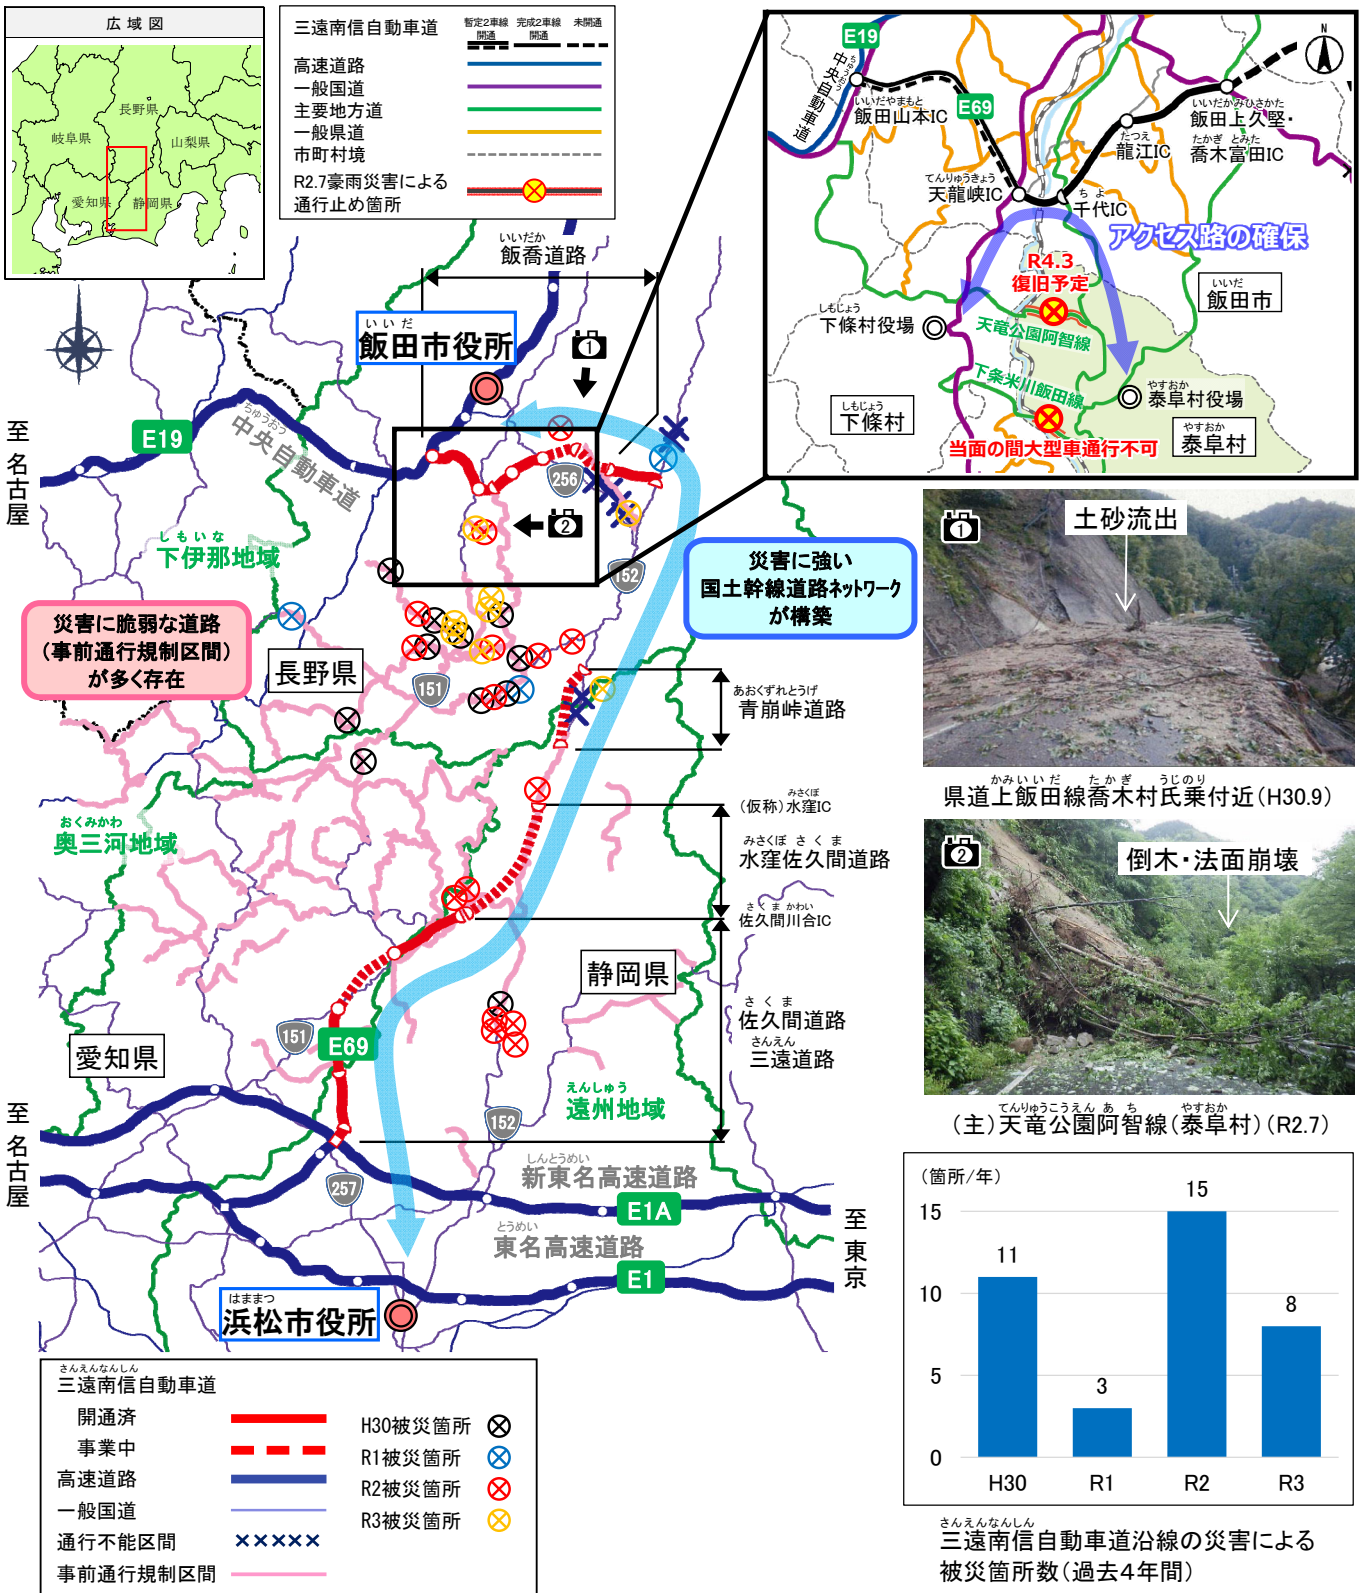 広域図
長野県
岐阜県
山梨県
愛知県
静岡県
三遠南信自動車道
暫定2車線
開通
完成2車線
開通
未開通
高速道路
一般国道
主要地方道
一般県道
市町村境
R2.7豪雨災害による
通行止め箇所
E19
ちゅうおう
中央自動車道
いいだやまもと
飯田山本IC
E69
てんりゅうきょう
天龍峡IC
ちよ
千代IC
たつえ
龍江IC
いいだかみひさかた
飯田上久堅・
たかぎ とみた
喬木富田IC
N
アクセス路の確保
R4.3
復旧予定
いいだ
飯田市
しもじょう
下條村役場
天竜公園阿智線
下条米川飯田線
やすおか
泰阜村役場
しもじょう
下條村
やすおか
泰阜村
当面の間大型車通行不可
いいだか
飯喬道路
いいだ
飯田市役所
1
至名古屋
E19
ちゅうおう
中央自動車道
256
2
152
しもいな
下伊那地域
災害に強い
国土幹線道路ネットワーク
が構築
災害に脆弱な道路
(事前通行規制区間)
が多く存在
長野県
151
あおくずれとうげ
青崩峠道路
みさくぼ
(仮称)水窪IC
おくみかわ
奥三河地域
みさくぼ さくま
水窪佐久間道路
さくま かわい
佐久間川合IC
静岡県
さくま
佐久間道路
さんえん
三遠道路
151
E69
愛知県
えんしゅう
遠州地域
152
至名古屋
しんとうめい
新東名高速道路
257
E1A
とうめい
東名高速道路
E1
至東京
はままつ
浜松市役所
1
土砂流出
かみいいだ たかぎ うじのり
県道上飯田線喬木村氏乗付近(H30.9)
2
倒木・法面崩壊
てんりゅうこうえん あち やすおか
(主)天竜公園阿智線(泰阜村)(R2.7)
さんえんなんしん
三遠南信自動車道
開通済
事業中
高速道路
一般国道
通行不能区間
事前通行規制区間
H30被災箇所
R1被災箇所
R2被災箇所
R3被災箇所
(箇所/年)
15
10
5
0
11
3
15
8
H30
R1
R2
R3
さんえんなんしん
三遠南信自動車道沿線の災害による
被災箇所数(過去4年間)